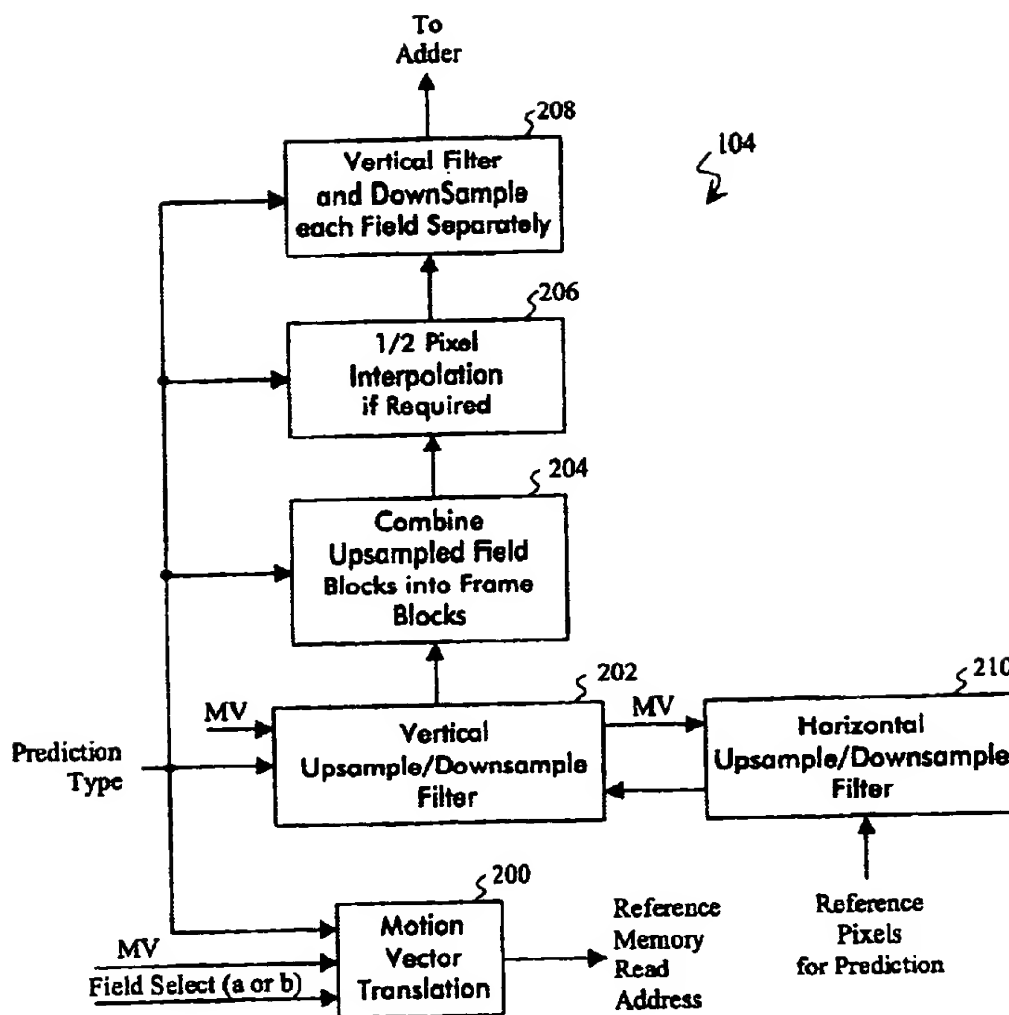 To
Adder
208
Vertical Filter
and DownSample
each Field Separately
104
206
1/2 Pixel
Interpolation
if Required
204
Combine
Upsampled Field
Blocks into Frame
Blocks
202
210
MV
Vertical
Upsample/Downsample
Filter
MV
Horizontal
Upsample/Downsample
Filter
Prediction
Type
200
Motion
Vector
Translation
MV
Field Select (a or b)
Reference
Memory
Read
Address
Reference
Pixels
for Prediction